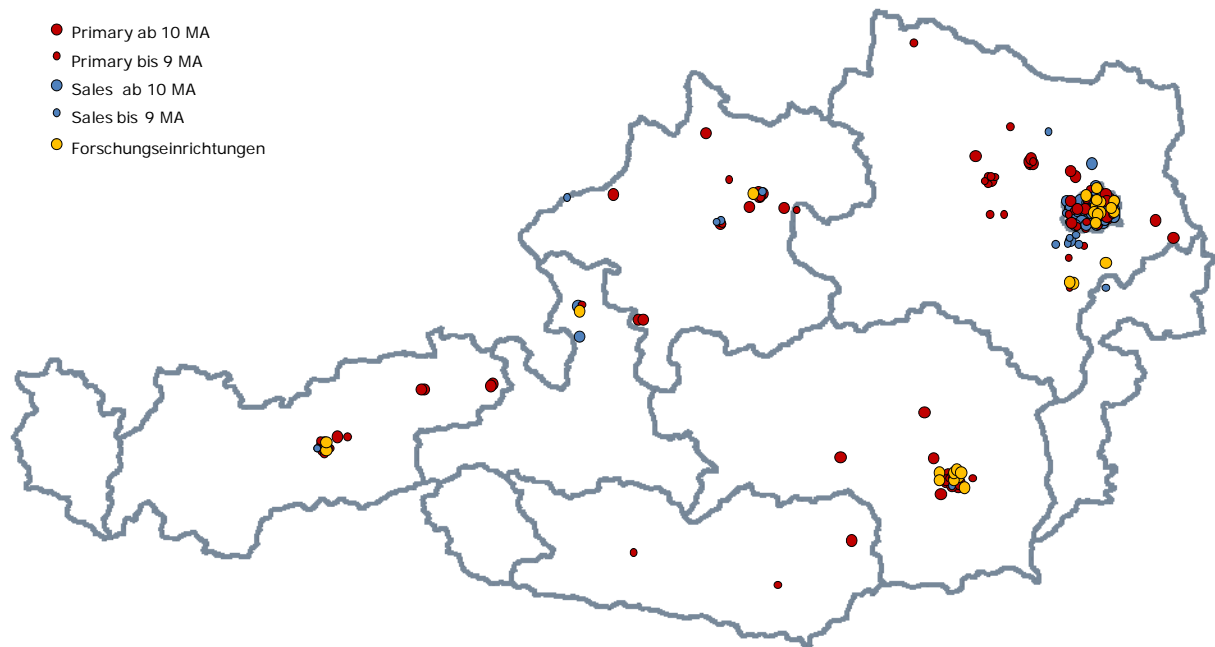 Primary ab 10 MA
Primary bis 9 MA
Sales ab 10 MA
Sales bis 9 MA
Forschungseinrichtungen